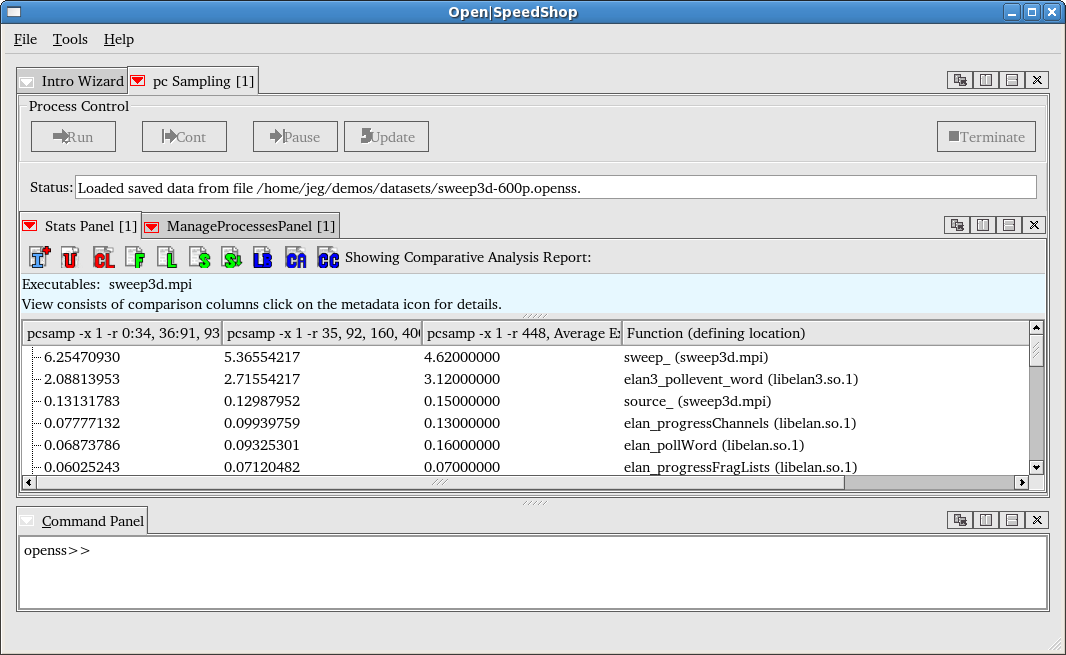 Open|SpeedShop
File Tools Help
Intro Wizard pc Sampling [1]
Process Control
Run Cont Pause Update Terminate
Status: Loaded saved data from file /home/jeg/demos/datasets/sweep3d-600p.openss.
Stats Panel [1] ManageProcessesPanel [1]
I U CL F L S S LB CA CC Showing Comparative Analysis Report:
Executables: sweep3d.mpi
View consists of comparison columns click on the metadata icon for details.
pcsamp -x 1 -r 0:34, 36:91, 93 pcsamp -x 1 -r 35, 92, 160, 40 pcsamp -x 1 -r 448, Average E Function (defining location)
6.25470930 5.36554217 4.62000000 sweep_ (sweep3d.mpi)
2.08813953 2.71554217 3.12000000 elan3_pollevent_word (libelan3.so.1)
0.13131783 0.12987952 0.15000000 source_ (sweep3d.mpi)
0.07777132 0.09939759 0.13000000 elan_progressChannels (libelan.so.1)
0.06873786 0.09325301 0.16000000 elan_pollWord (libelan.so.1)
0.06025243 0.07120482 0.07000000 elan_progressFragLists (libelan.so.1)
Command Panel
openss>>